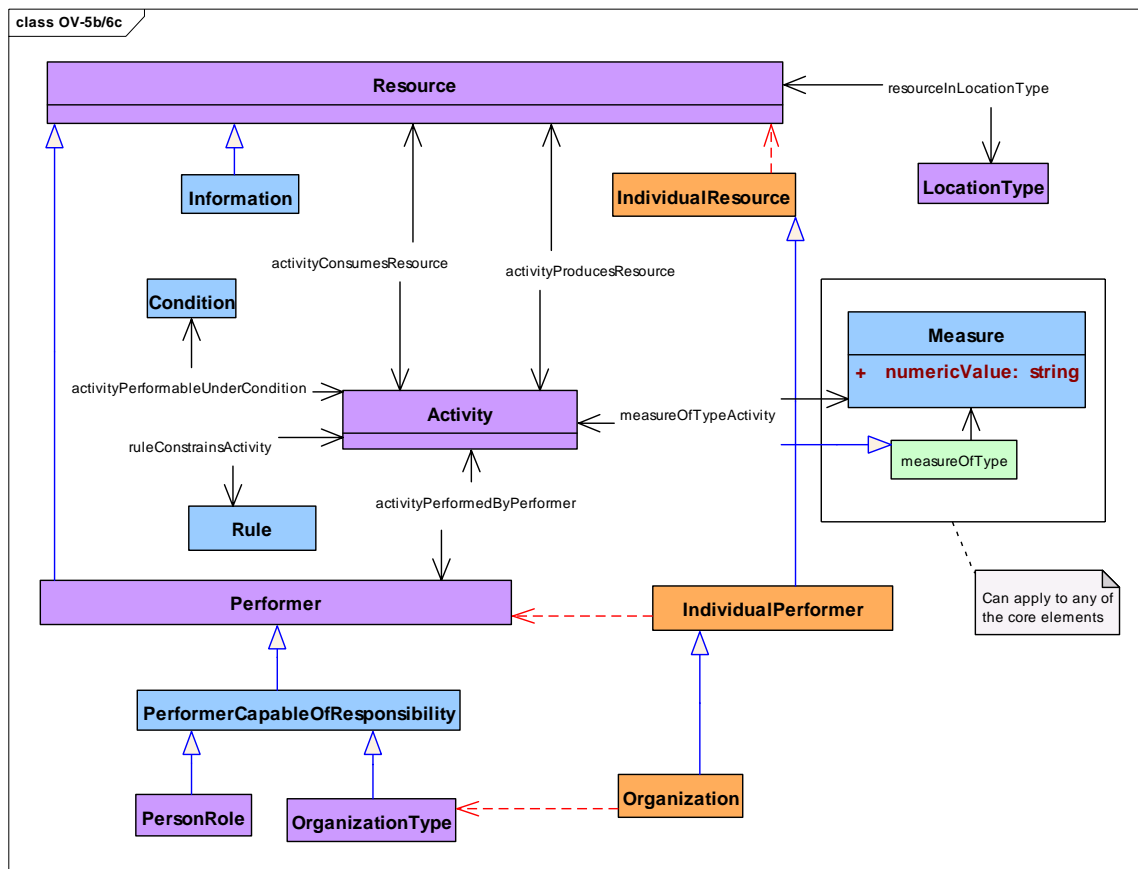 class OV-5b/6c
Resource
resourceInLocationType
Information
IndividualResource
LocationType
activityConsumesResource
activityProducesResource
Condition
Measure
+ numericValue: string
activityPerformableUnderCondition
Activity
measureOfTypeActivity
ruleConstrainsActivity
measureOfType
activityPerformedByPerformer
Rule
Performer
IndividualPerformer
Can apply to any of
the core elements
PerformerCapableOfResponsibility
PersonRole
OrganizationType
Organization